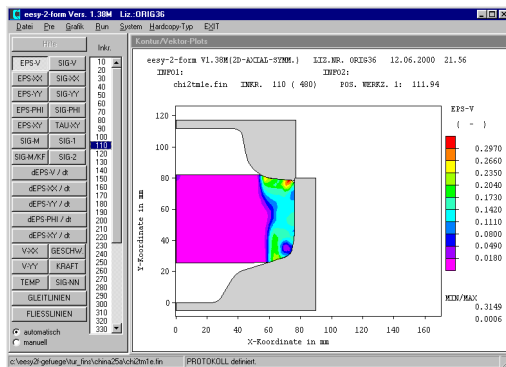 eesy-2-form Vers. 1.38M Liz.:ORIG36
Datei Pre Grafik Run System Hardcopy-Typ EXIT
Hilfe
Inkr.
EPS-V SIG-V
EPS-XX SIG-XX
EPS-YY SIG-YY
EPS-PHI SIG-PHI
EPS-XY TAU-XY
SIG-M SIG-1
SIG-M/KF SIG-2
dEPS-V / dt
dEPS-XX / dt
dEPS-YY / dt
dEPS-PHI / dt
dEPS-XY / dt
V-XX GESCHW.
V-YY KRAFT
TEMP SIG-NN
GLEITLINIEN
FLIESSLINIEN
automatisch
manuell
10
20
30
40
50
60
70
80
90
100
110
120
130
140
150
160
170
180
190
200
210
220
230
240
250
260
270
280
290
300
310
320
330
Kontur/Vektor-Plots
eesy-2-form V1.38M(2D-AXIAL-SYMM.) LIZ.NR. ORIG36 12.06.2000 21.56
INFO1: INFO2:
chi2tm1e.fin INKR. 110 ( 480) POS. WERKZ. 1: 111.94
EPS-V
( - )
0.2970
0.2660
0.2350
0.2040
0.1730
0.1420
0.1110
0.0800
0.0490
0.0180
MIN/MAX
0.3149
0.0006
Y-Koordinate in mm
120
100
80
60
40
20
0
0 20 40 60 80 100 120 140 160
X-Koordinate in mm
c:\eesy2f-gefuege\tur_fins\china25a\chi2tm1e.fin PROTOKOLL definiert.